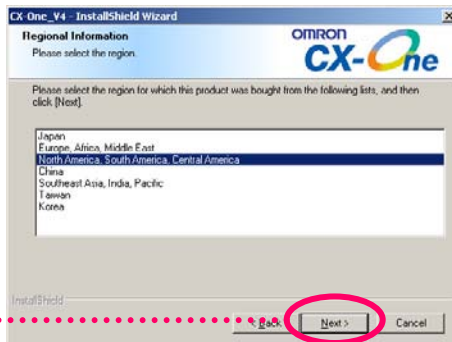 CX-One_V4 - InstallShield Wizard
Regional Information
Please select the region.
OMRON
CX-One
Please select the region for which this product was bought from the following lists, and then
click [Next].
Japan
Europe, Africa, Middle East
North America, South America, Central America
China
Southeast Asia, India, Pacific
Taiwan
Korea
InstallShield
< Back
Next >
Cancel